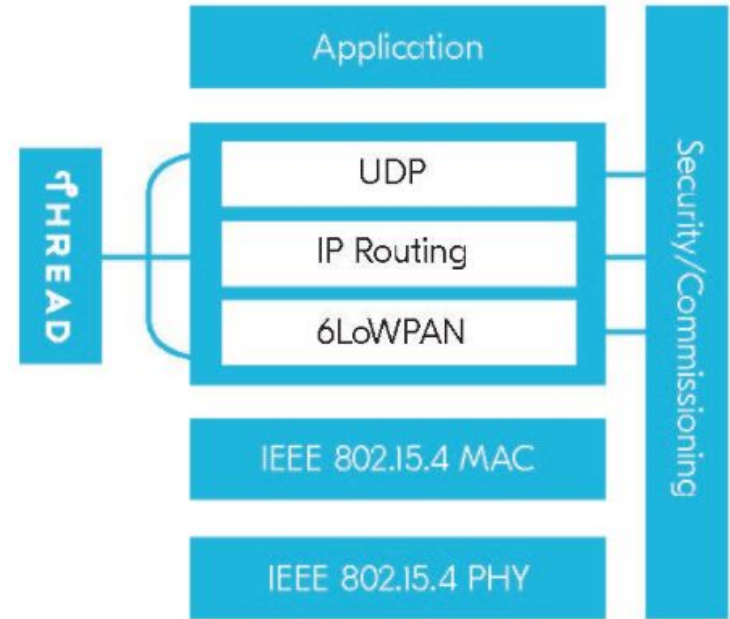 Application
THREAD
UDP
IP Routing
6LoWPAN
IEEE 802.15.4 MAC
IEEE 802.15.4 PHY
Security/Commissioning